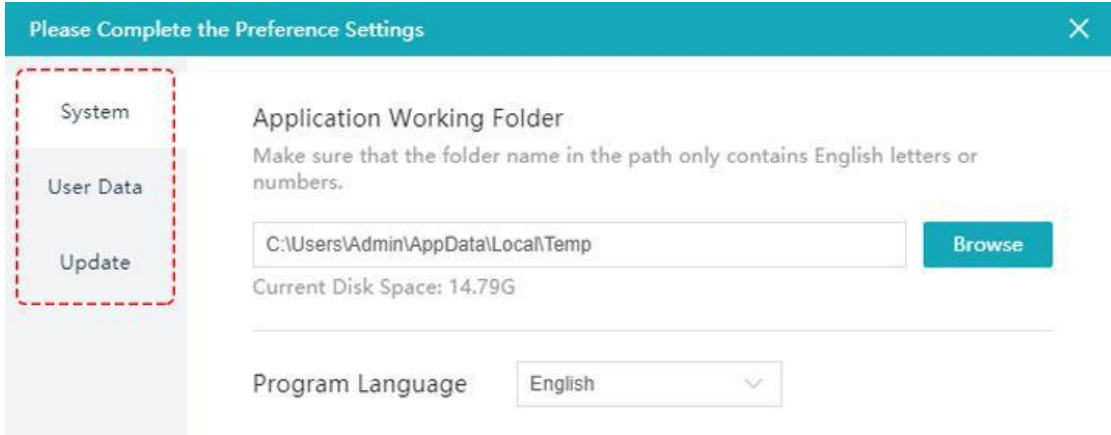 Please Complete the Preference Settings
System
User Data
Update
Application Working Folder
Make sure that the folder name in the path only contains English letters or
numbers.
C:\Users\Admin\AppData\Local\Temp
Browse
Current Disk Space: 14.79G
Program Language
English